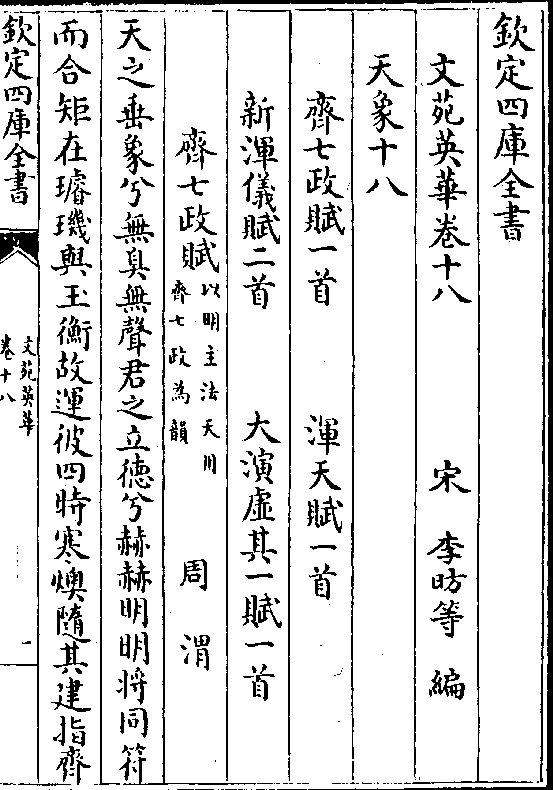 欽定四庫全書
文苑英華卷十八　宋　李昉等　編
天象十八
齊七政賦一首　渾天賦一首
新渾儀賦二首　大演虛其一賦一首
齊七政賦以明主法天用齊七政為韻　周渭
天之垂象兮無臭無聲君之立德兮赫赫明明將同符
而合矩在璿璣與玉衡故運彼四時寒燠隨其建指齊
欽定四庫全書
文苑英華
卷十八
一